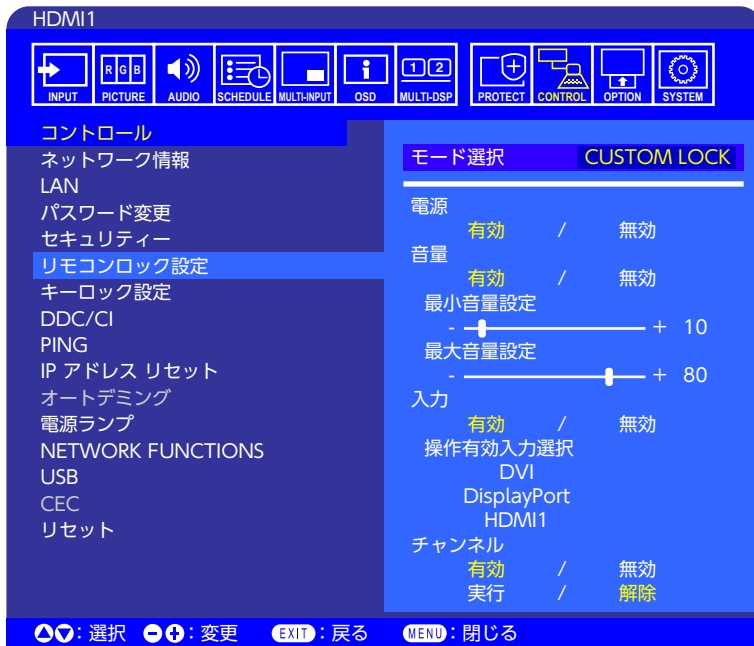 HDMI1
INPUT RGB PICTURE AUDIO SCHEDULE MULTI-INPUT OSD 1 2 MULTI-DSP PROTECT CONTROL OPTION SYSTEM
コントロール
ネットワーク情報
LAN
パスワード変更
セキュリティー
リモコンロック設定
キーロック設定
DDC/CI
PING
IP アドレス リセット
オートデミング
電源ランプ
NETWORK FUNCTIONS
USB
CEC
リセット
モード選択 CUSTOM LOCK
電源
有効 / 無効
音量
有効 / 無効
最小音量設定
- + 10
最大音量設定
- + 80
入力
有効 / 無効
操作有効入力選択
DVI
DisplayPort
HDMI1
チャンネル
有効 / 無効
実行 / 解除
: 選択 : 変更 EXIT : 戻る MENU : 閉じる